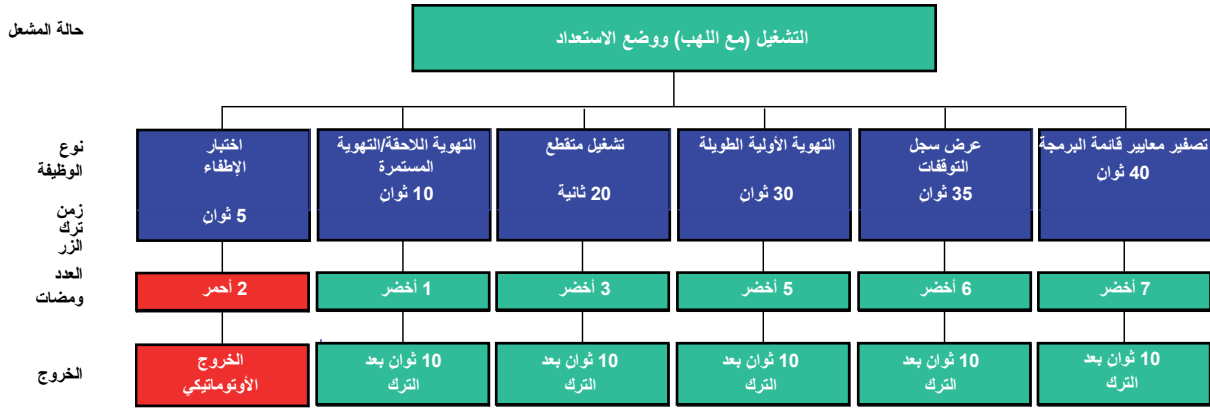 حالة المشعل
التشغيل (مع اللهب) ووضع الاستعداد
نوع
الوظيفة
زمن
ترك
الزر
تصفير معايير قائمة البرمجة
40 ثوانٍ
عرض سجل
التوقفات
35 ثوان
التهوية الأولية الطويلة
30 ثوانٍ
تشغيل متقطع
20 ثانية
التهوية اللاحقة/التهوية
المستمرة
10 ثوانٍ
اختبار
الإطفاء
5 ثوانٍ
العدد
ومضات
7 أخضر
6 أخضر
5 أخضر
3 أخضر
1 أخضر
2 أحمر
الخروج
10 ثوان بعد
الترك
10 ثوان بعد
الترك
10 ثوان بعد
الترك
10 ثوان بعد
الترك
10 ثوان بعد
الترك
الخروج
الأوتوماتيكي